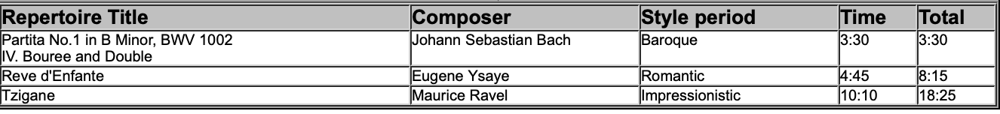 Repertoire Title Composer Style period Time Total
Partita No.1 in B Minor, BWV 1002 Johann Sebastian Bach Baroque 3:30 3:30
IV. Bouree and Double
Reve d'Enfante Eugene Ysaye Romantic 4:45 8:15
Tzigane Maurice Ravel Impressionistic 10:10 18:25